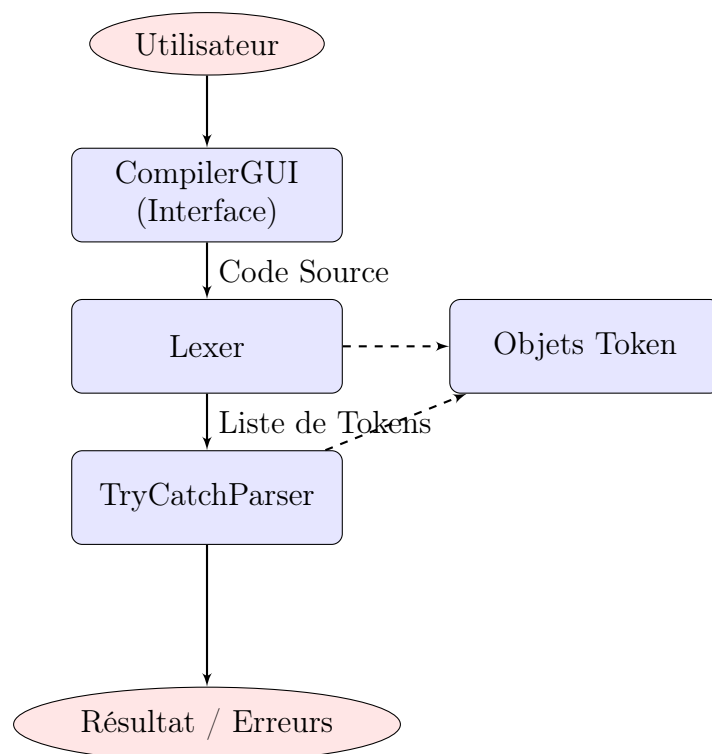 Utilisateur
CompilerGUI
(Interface)
Code Source
Lexer
Objets Token
Liste de Tokens
TryCatchParser
Résultat / Erreurs